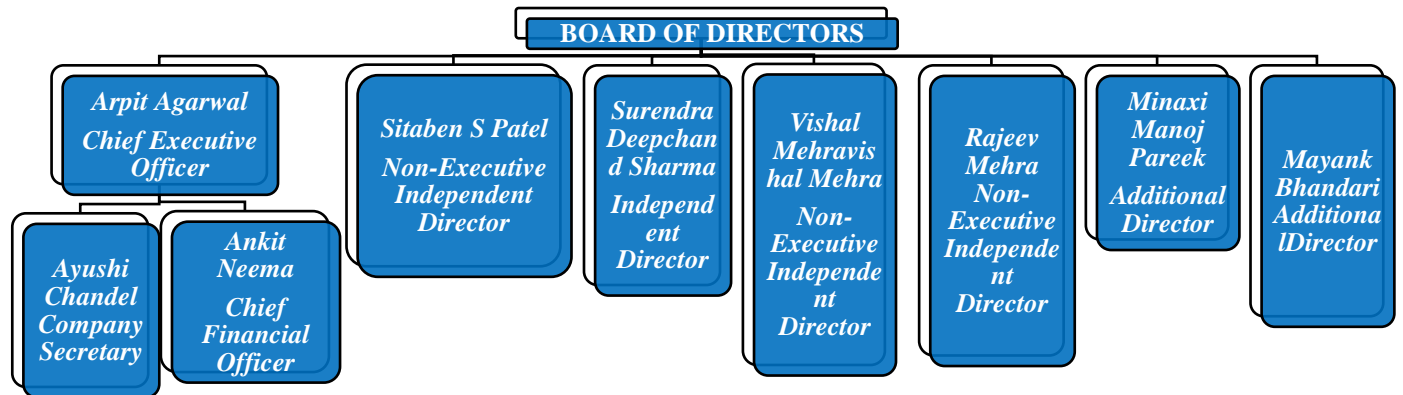 BOARD OF DIRECTORS
Arpit Agarwal
Chief Executive
Officer
Ayushi
Chandel
Company
Secretary
Ankit
Neema
Chief
Financial
Officer
Sitaben S Patel
Non-Executive
Independent
Director
Surendra
Deepchan
d Sharma
Independ
ent
Director
Vishal
Mehravis
hal Mehra
Non-
Executive
Independe
nt
Director
Rajeev
Mehra
Non-
Executive
Independe
nt
Director
Minaxi
Manoj
Pareek
Additional
Director
Mayank
Bhandari
Additiona
lDirector